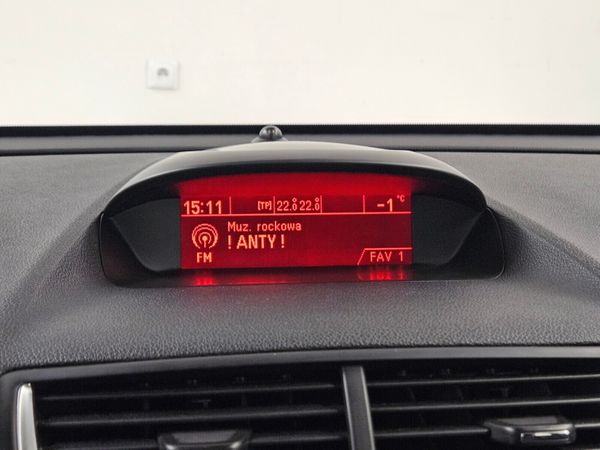 15:11 [TP] 22.0 22.0 -1 °C
Muz. rockowa
! ANTY !
FM FAV 1